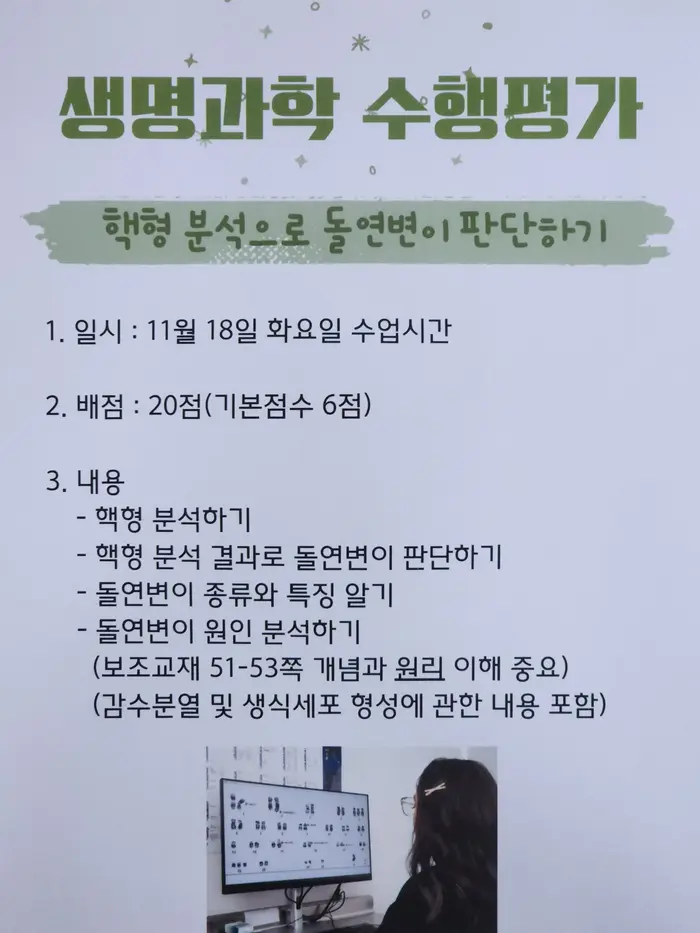 생명과학 수행평가
핵형 분석으로 돌연변이 판단하기
1. 일시 : 11월 18일 화요일 수업시간
2. 배점 : 20점(기본점수 6점)
3. 내용
- 핵형 분석하기
- 핵형 분석 결과로 돌연변이 판단하기
- 돌연변이 종류와 특징 알기
- 돌연변이 원인 분석하기
(보조교재 51-53쪽 개념과 원리 이해 중요)
(감수분열 및 생식세포 형성에 관한 내용 포함)